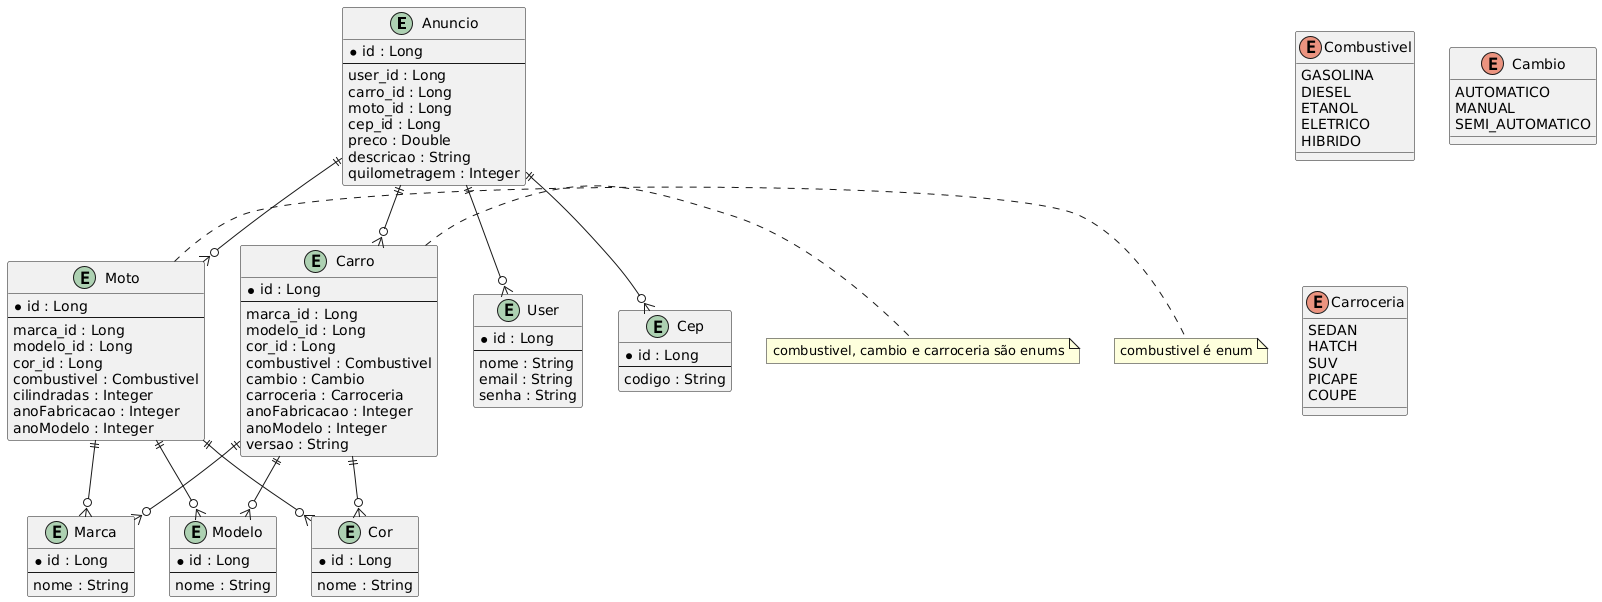 E Anuncio
* id : Long
user_id : Long
carro_id : Long
moto_id : Long
cep_id : Long
preco : Double
descricao : String
quilometragem : Integer
E Combustivel
GASOLINA
DIESEL
ETANOL
ELETRICO
HIBRIDO
E Cambio
AUTOMATICO
MANUAL
SEMI_AUTOMATICO
E Moto
* id : Long
marca_id : Long
modelo_id : Long
cor_id : Long
combustivel : Combustivel
cilindradas : Integer
anoFabricacao : Integer
anoModelo : Integer
E Carro
* id : Long
marca_id : Long
modelo_id : Long
cor_id : Long
combustivel : Combustivel
cambio : Cambio
carroceria : Carroceria
anoFabricacao : Integer
anoModelo : Integer
versao : String
E User
* id : Long
nome : String
email : String
senha : String
E Cep
* id : Long
codigo : String
combustivel, cambio e carroceria são enums
combustivel é enum
E Carroceria
SEDAN
HATCH
SUV
PICAPE
COUPE
E Marca
* id : Long
nome : String
E Modelo
* id : Long
nome : String
E Cor
* id : Long
nome : String